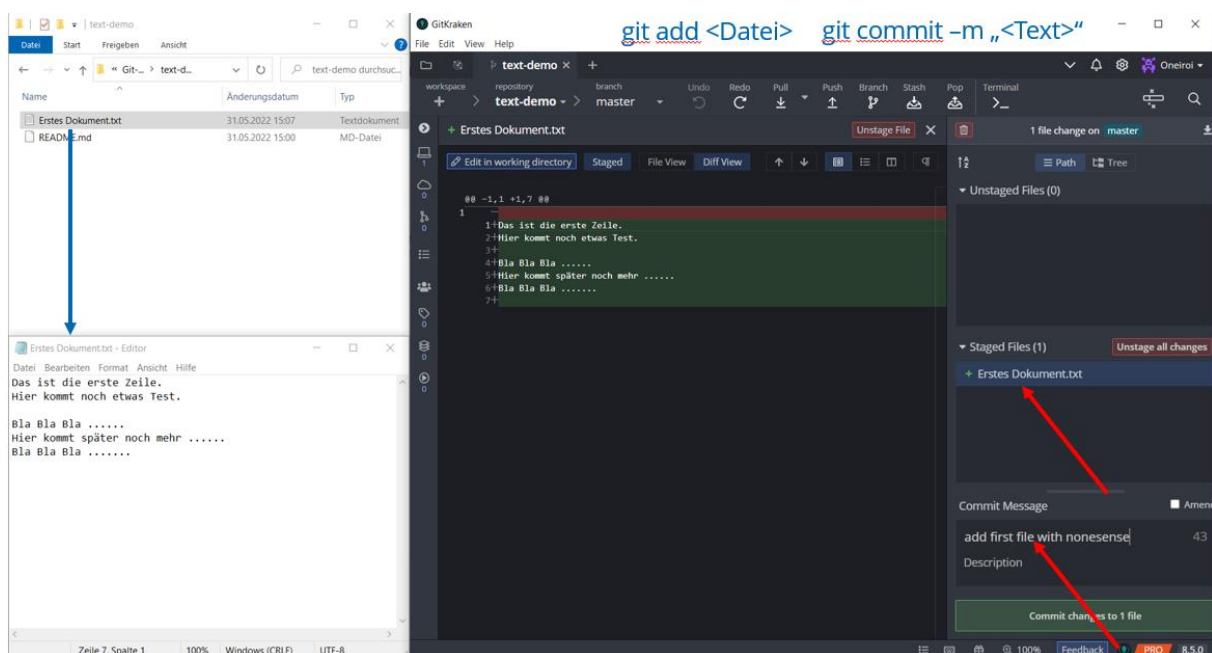 text-demo
Datei Start Freigeben Ansicht
« Git-... > text-d... text-demo durchsuc...
Name Änderungsdatum Typ
Erstes Dokument.txt 31.05.2022 15:07 Textdokument
README.md 31.05.2022 15:00 MD-Datei
Erstes Dokument.txt - Editor
Datei Bearbeiten Format Ansicht Hilfe
Das ist die erste Zeile.
Hier kommt noch etwas Test.
Bla Bla Bla ......
Hier kommt später noch mehr ......
Bla Bla Bla .......
Zeile 7, Spalte 1 100% Windows (CRLF) UTF-8
GitKraken
git add <Datei> git commit –m „<Text>“
File Edit View Help
text-demo
Oneiroi
workspace repository branch Undo Redo Pull Push Branch Stash Pop Terminal
text-demo master
+ Erstes Dokument.txt Unstage File
Edit in working directory Staged File View Diff View
@@ -1,1 +1,7 @@
1 -
1+Das ist die erste Zeile.
2+Hier kommt noch etwas Test.
3+
4+Bla Bla Bla ......
5+Hier kommt später noch mehr ......
6+Bla Bla Bla .......
7+
1
0
0
0
0
0
1 file change on master
Path Tree
Unstaged Files (0)
Staged Files (1) Unstage all changes
+ Erstes Dokument.txt
Commit Message Amend
add first file with nonesense 43
Description
Commit changes to 1 file
100% Feedback PRO 8.5.0